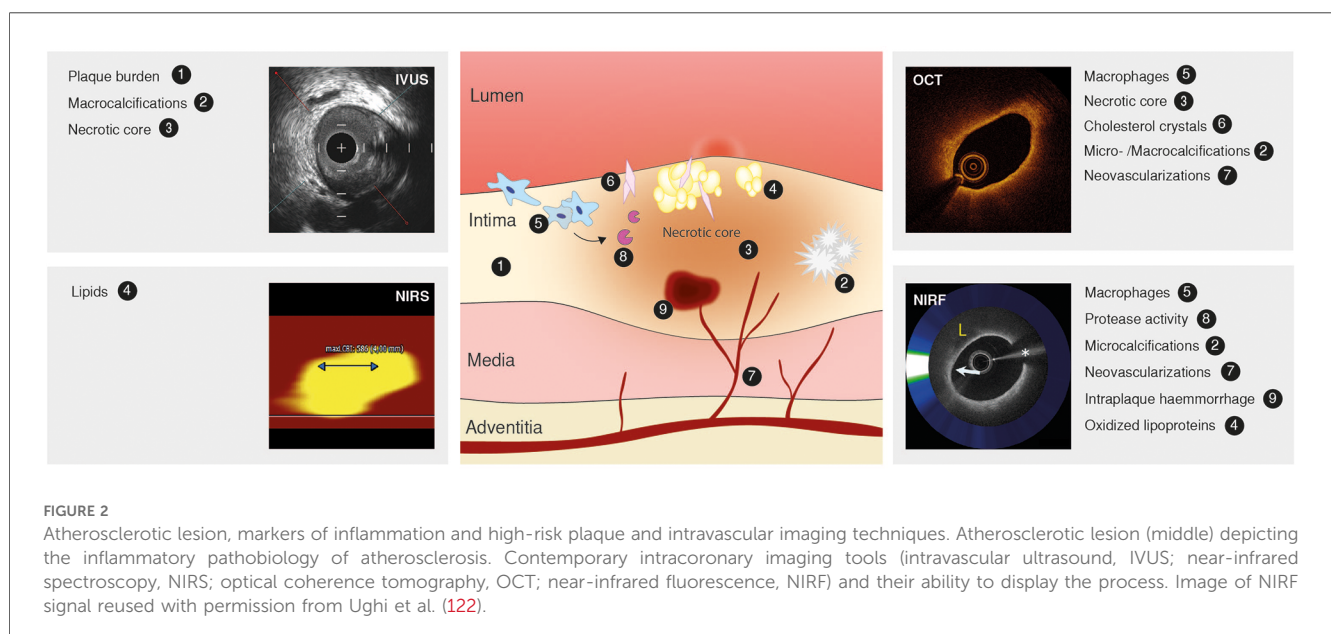 Plaque burden 1
Macrocalcifications 2
Necrotic core 3
IVUS
Lipids 4
NIRS
maxLCBI: 586 (4,00 mm)
Lumen
6
4
Intima
5
Necrotic core
3
8
1
2
9
Media
7
Adventitia
OCT
Macrophages 5
Necrotic core 3
Cholesterol crystals 6
Micro- /Macrocalcifications 2
Neovascularizations 7
NIRF
L
*
Macrophages 5
Protease activity 8
Microcalcifications 2
Neovascularizations 7
Intraplaque haemmorrhage 9
Oxidized lipoproteins 4
FIGURE 2
Atherosclerotic lesion, markers of inflammation and high-risk plaque and intravascular imaging techniques. Atherosclerotic lesion (middle) depicting
the inflammatory pathobiology of atherosclerosis. Contemporary intracoronary imaging tools (intravascular ultrasound, IVUS; near-infrared
spectroscopy, NIRS; optical coherence tomography, OCT; near-infrared fluorescence, NIRF) and their ability to display the process. Image of NIRF
signal reused with permission from Ughi et al. (122).